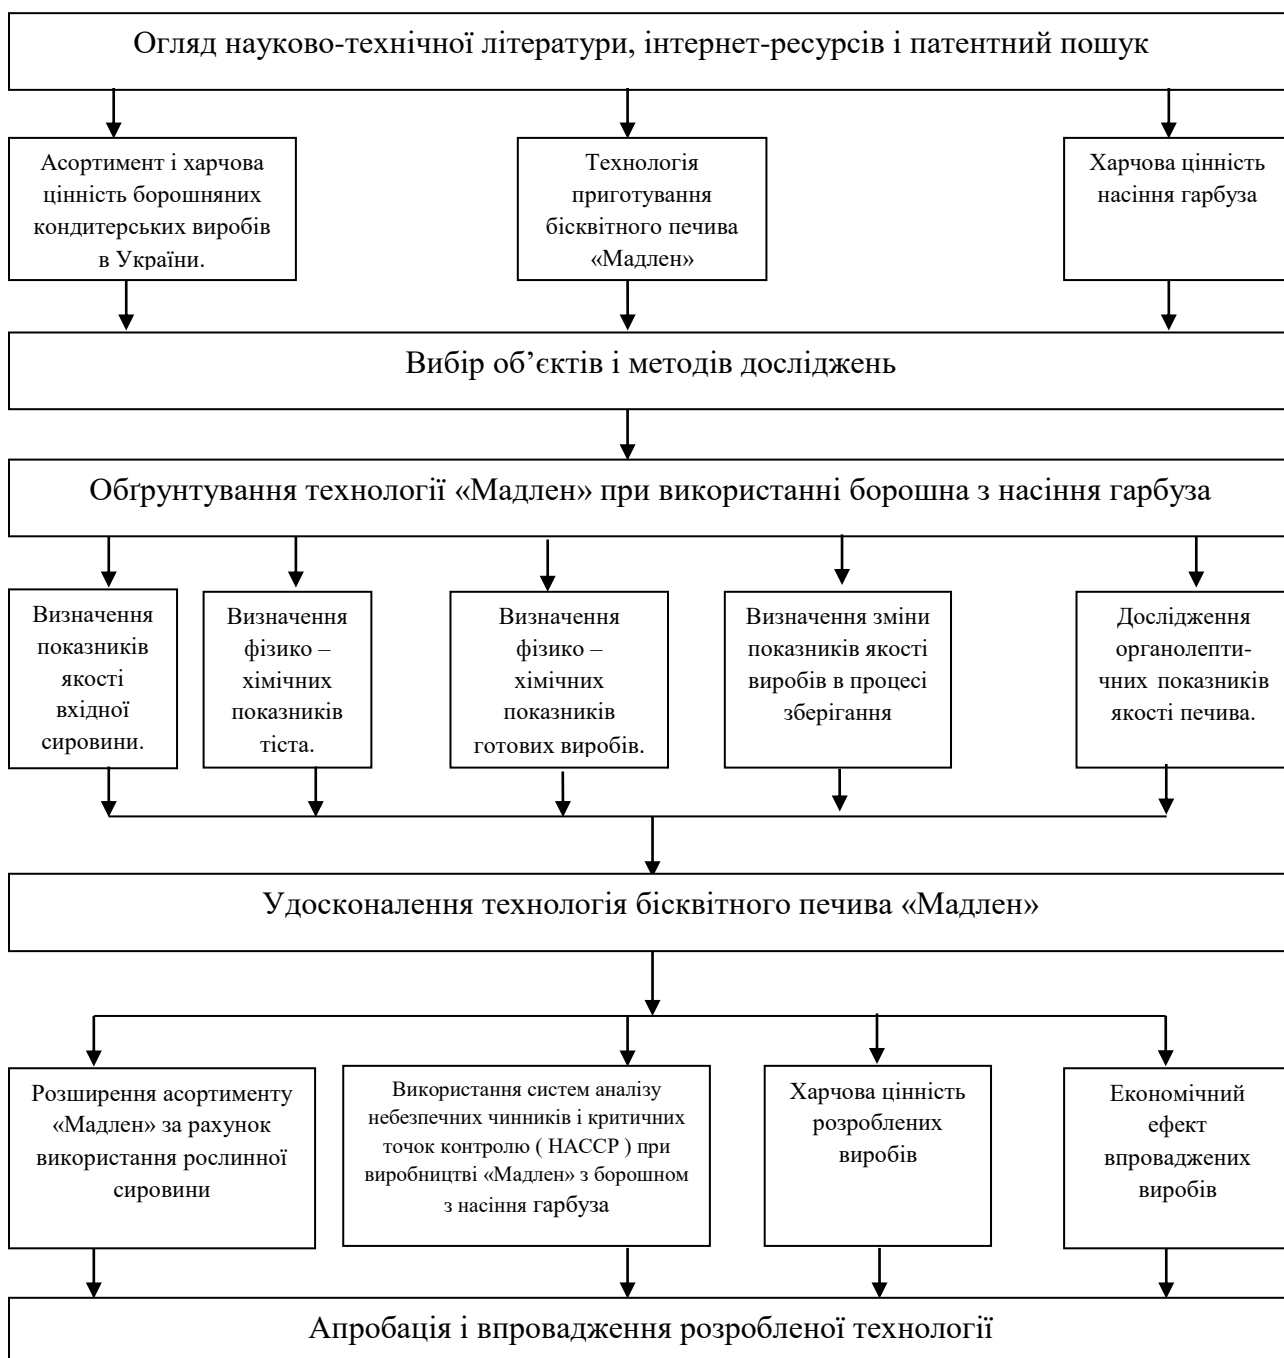 Огляд науково-технічної літератури, інтернет-ресурсів і патентний пошук
Асортимент і харчова
цінність борошняних
кондитерських виробів
в України.
Технологія
приготування
бісквітного печива
«Мадлен»
Харчова цінність
насіння гарбуза
Вибір об’єктів і методів досліджень
Обґрунтування технології «Мадлен» при використанні борошна з насіння гарбуза
Визначення
показників
якості
вхідної
сировини.
Визначення
фізико –
хімічних
показників
тіста.
Визначення
фізико –
хімічних
показників
готових виробів.
Визначення зміни
показників якості
виробів в процесі
зберігання
Дослідження
органолепти-
чних показників
якості печива.
Удосконалення технологія бісквітного печива «Мадлен»
Розширення асортименту
«Мадлен» за рахунок
використання рослинної
сировини
Використання систем аналізу
небезпечних чинників і критичних
точок контролю ( НАССР ) при
виробництві «Мадлен» з борошном
з насіння гарбуза
Харчова цінність
розроблених
виробів
Економічний
ефект
впроваджених
виробів
Апробація і впровадження розробленої технології